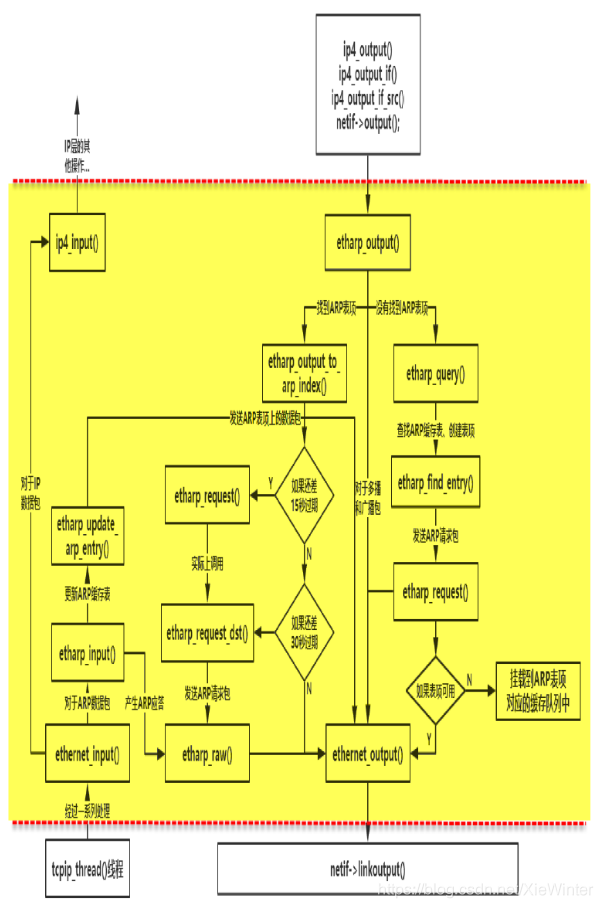 ip4_output()
ip4_output_if()
ip4_output_if_src()
netif->output();
IP层的其
他操作...
ip4_input()
etharp_output()
找到ARP表项
没有找到ARP表项
etharp_output_to_
arp_index()
etharp_query()
发送ARP表项上的数据包
查找ARP缓存表，创建表项
对于IP
数据包
etharp_request()
Y
如果还差
15秒过期
对于多播
和广播包
etharp_find_entry()
etharp_update_
arp_entry()
N
发送ARP请求包
实际上调用
更新ARP缓存表
etharp_request()
etharp_input()
etharp_request_dst()
如果还差
30秒过期
发送ARP请求包
N
如果表项可用
N
挂载到ARP表项
对应的缓存队列中
对于ARP数据包
产生ARP应答
Y
ethernet_input()
etharp_raw()
ethernet_output()
经过一系列处理
tcpip_thread()线程
netif->linkoutput()
https://blog.csdn.net/XieWinter